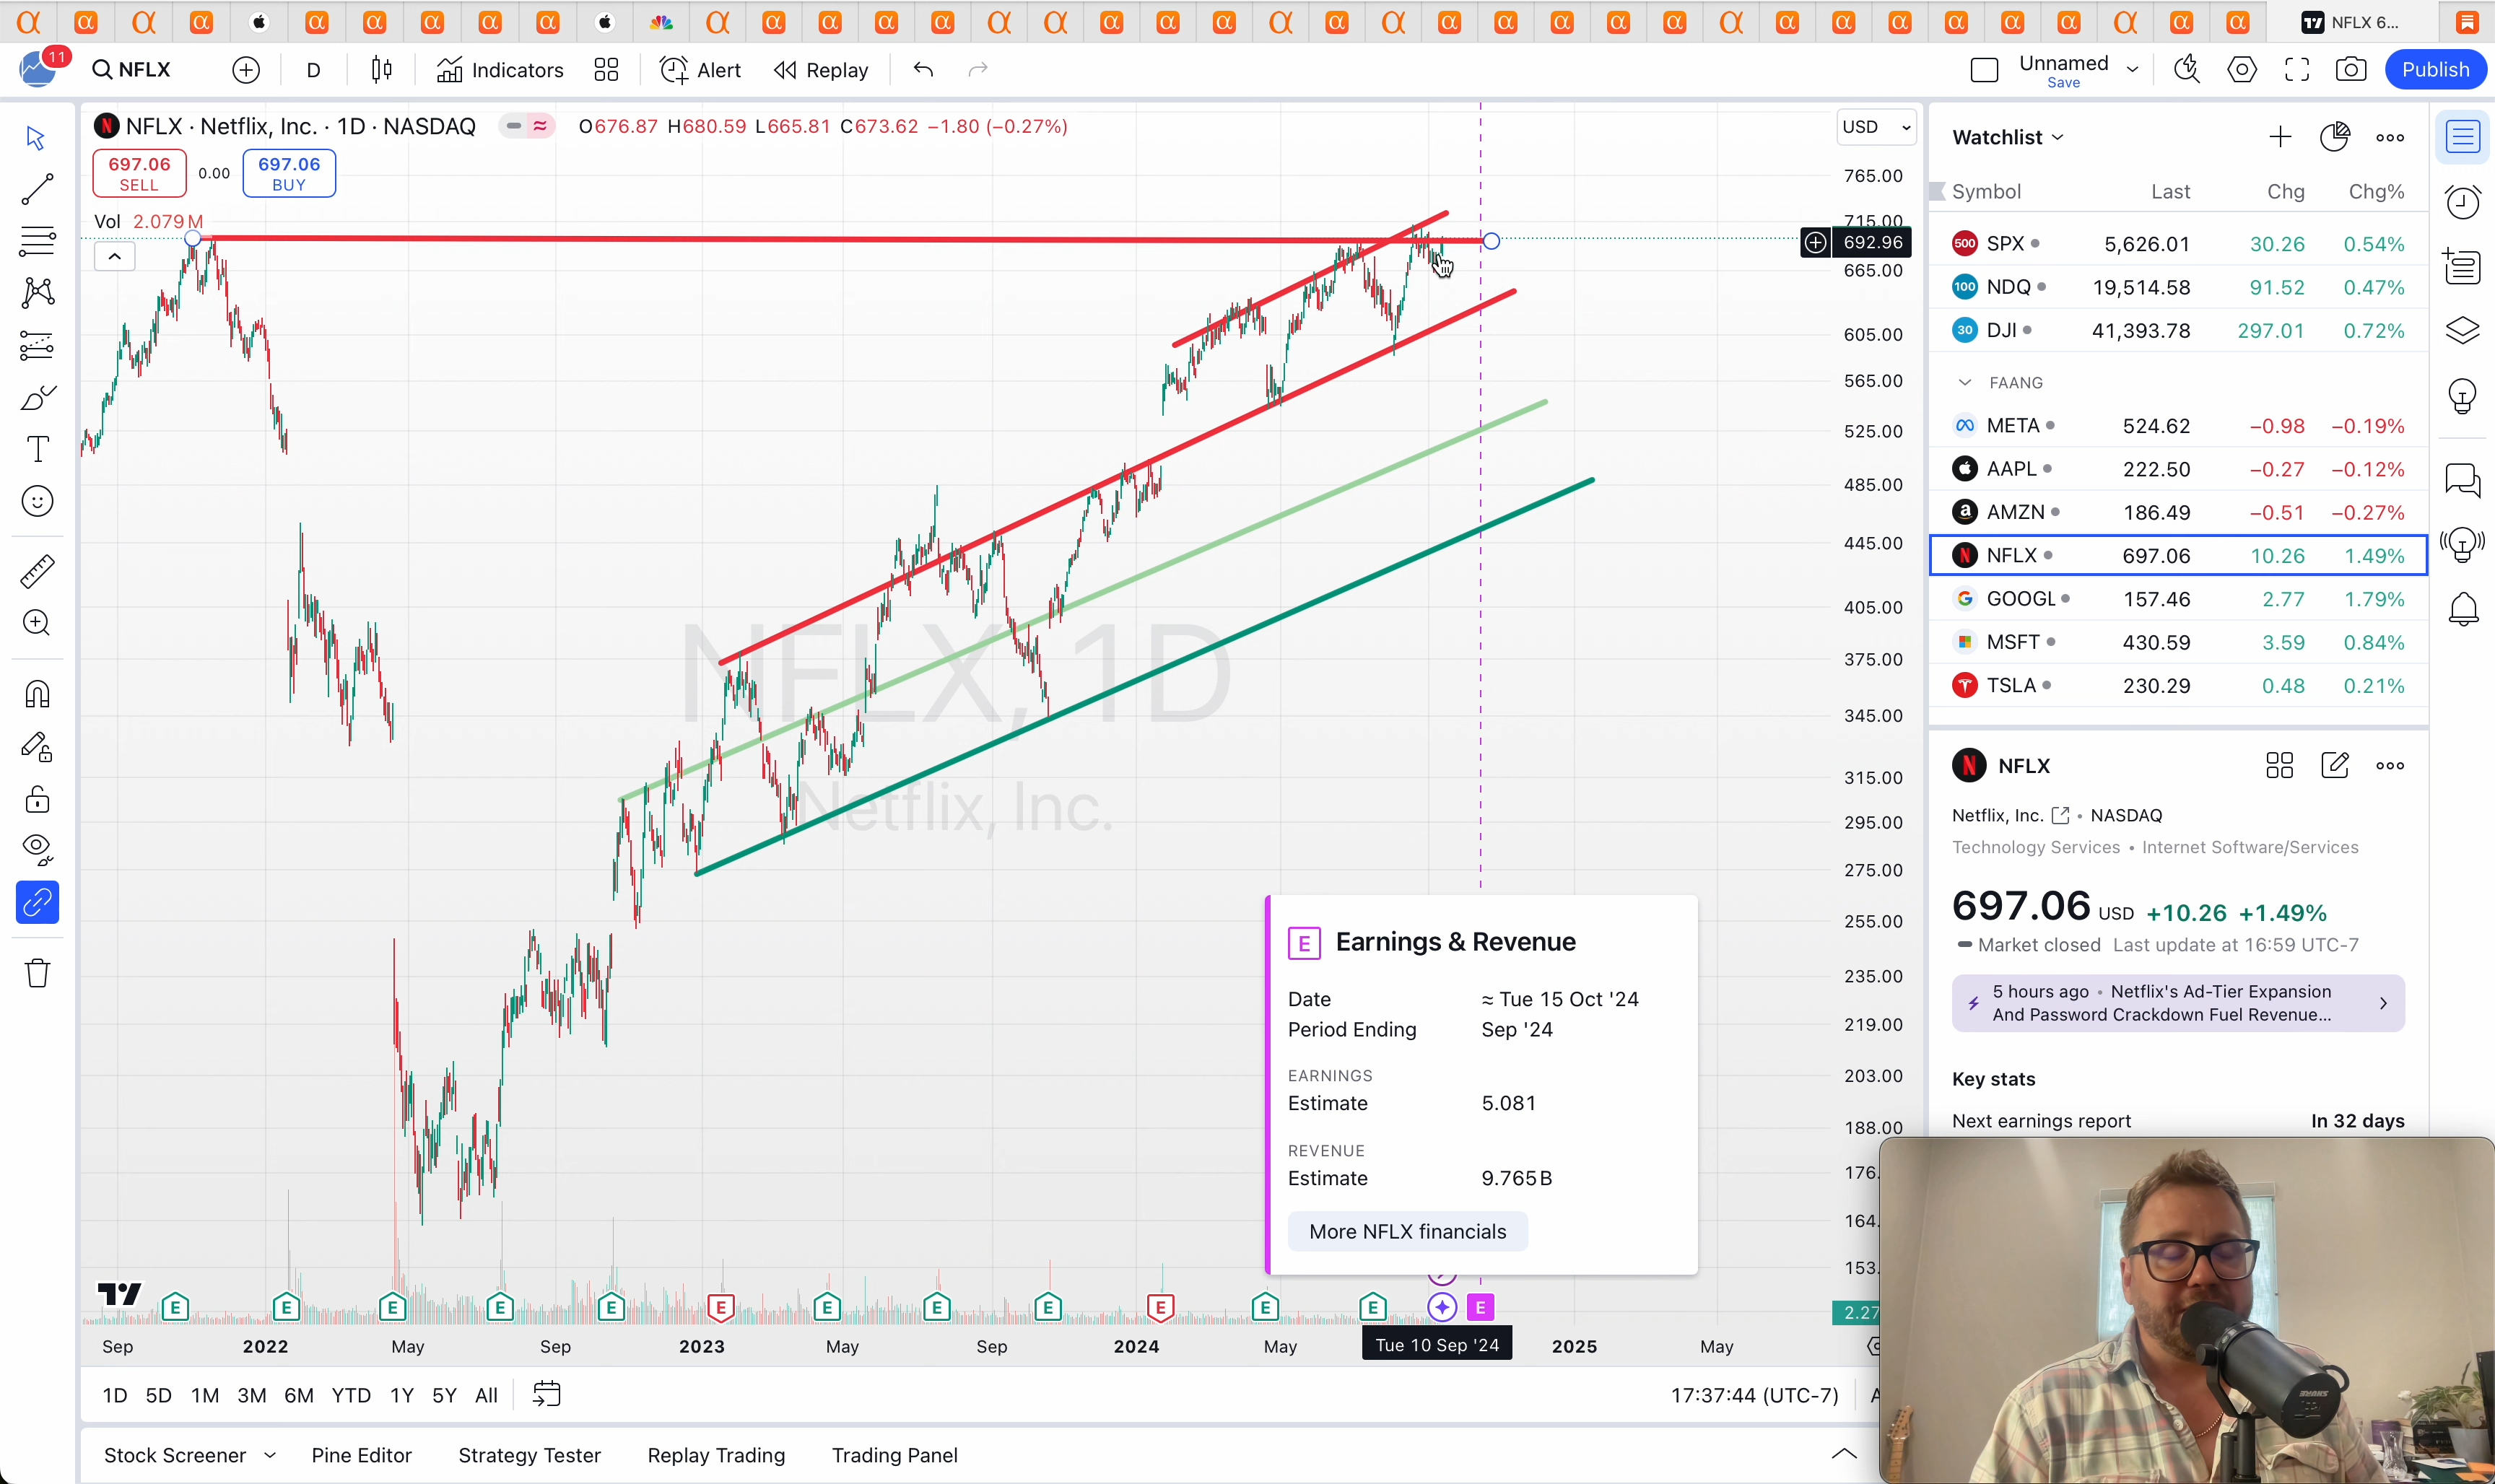 NFLX 6...
11
NFLX
D
Indicators
Alert
Replay
Unnamed
Save
Publish
NFLX · Netflix, Inc. · 1D · NASDAQ
O676.87 H680.59 L665.81 C673.62 −1.80 (−0.27%)
697.06
SELL
0.00
697.06
BUY
Vol 2.079M
USD
765.00
715.00
692.96
665.00
605.00
565.00
525.00
485.00
445.00
405.00
375.00
345.00
315.00
295.00
275.00
255.00
235.00
219.00
203.00
188.00
176.
164.
153.
2.27
NFLX, 1D
Netflix, Inc.
E Earnings & Revenue
Date ≈ Tue 15 Oct '24
Period Ending Sep '24
EARNINGS
Estimate 5.081
REVENUE
Estimate 9.765B
More NFLX financials
E E E E E E E E E E E E E
Sep 2022 May Sep 2023 May Sep 2024 May Tue 10 Sep '24 2025 May
1D 5D 1M 3M 6M YTD 1Y 5Y All
17:37:44 (UTC-7)
Stock Screener Pine Editor Strategy Tester Replay Trading Trading Panel
Watchlist
Symbol Last Chg Chg%
500 SPX 5,626.01 30.26 0.54%
100 NDQ 19,514.58 91.52 0.47%
30 DJI 41,393.78 297.01 0.72%
FAANG
META 524.62 −0.98 −0.19%
AAPL 222.50 −0.27 −0.12%
AMZN 186.49 −0.51 −0.27%
NFLX 697.06 10.26 1.49%
GOOGL 157.46 2.77 1.79%
MSFT 430.59 3.59 0.84%
TSLA 230.29 0.48 0.21%
NFLX
Netflix, Inc. • NASDAQ
Technology Services • Internet Software/Services
697.06 USD +10.26 +1.49%
Market closed Last update at 16:59 UTC-7
5 hours ago • Netflix's Ad-Tier Expansion
And Password Crackdown Fuel Revenue...
Key stats
Next earnings report In 32 days
SHURE